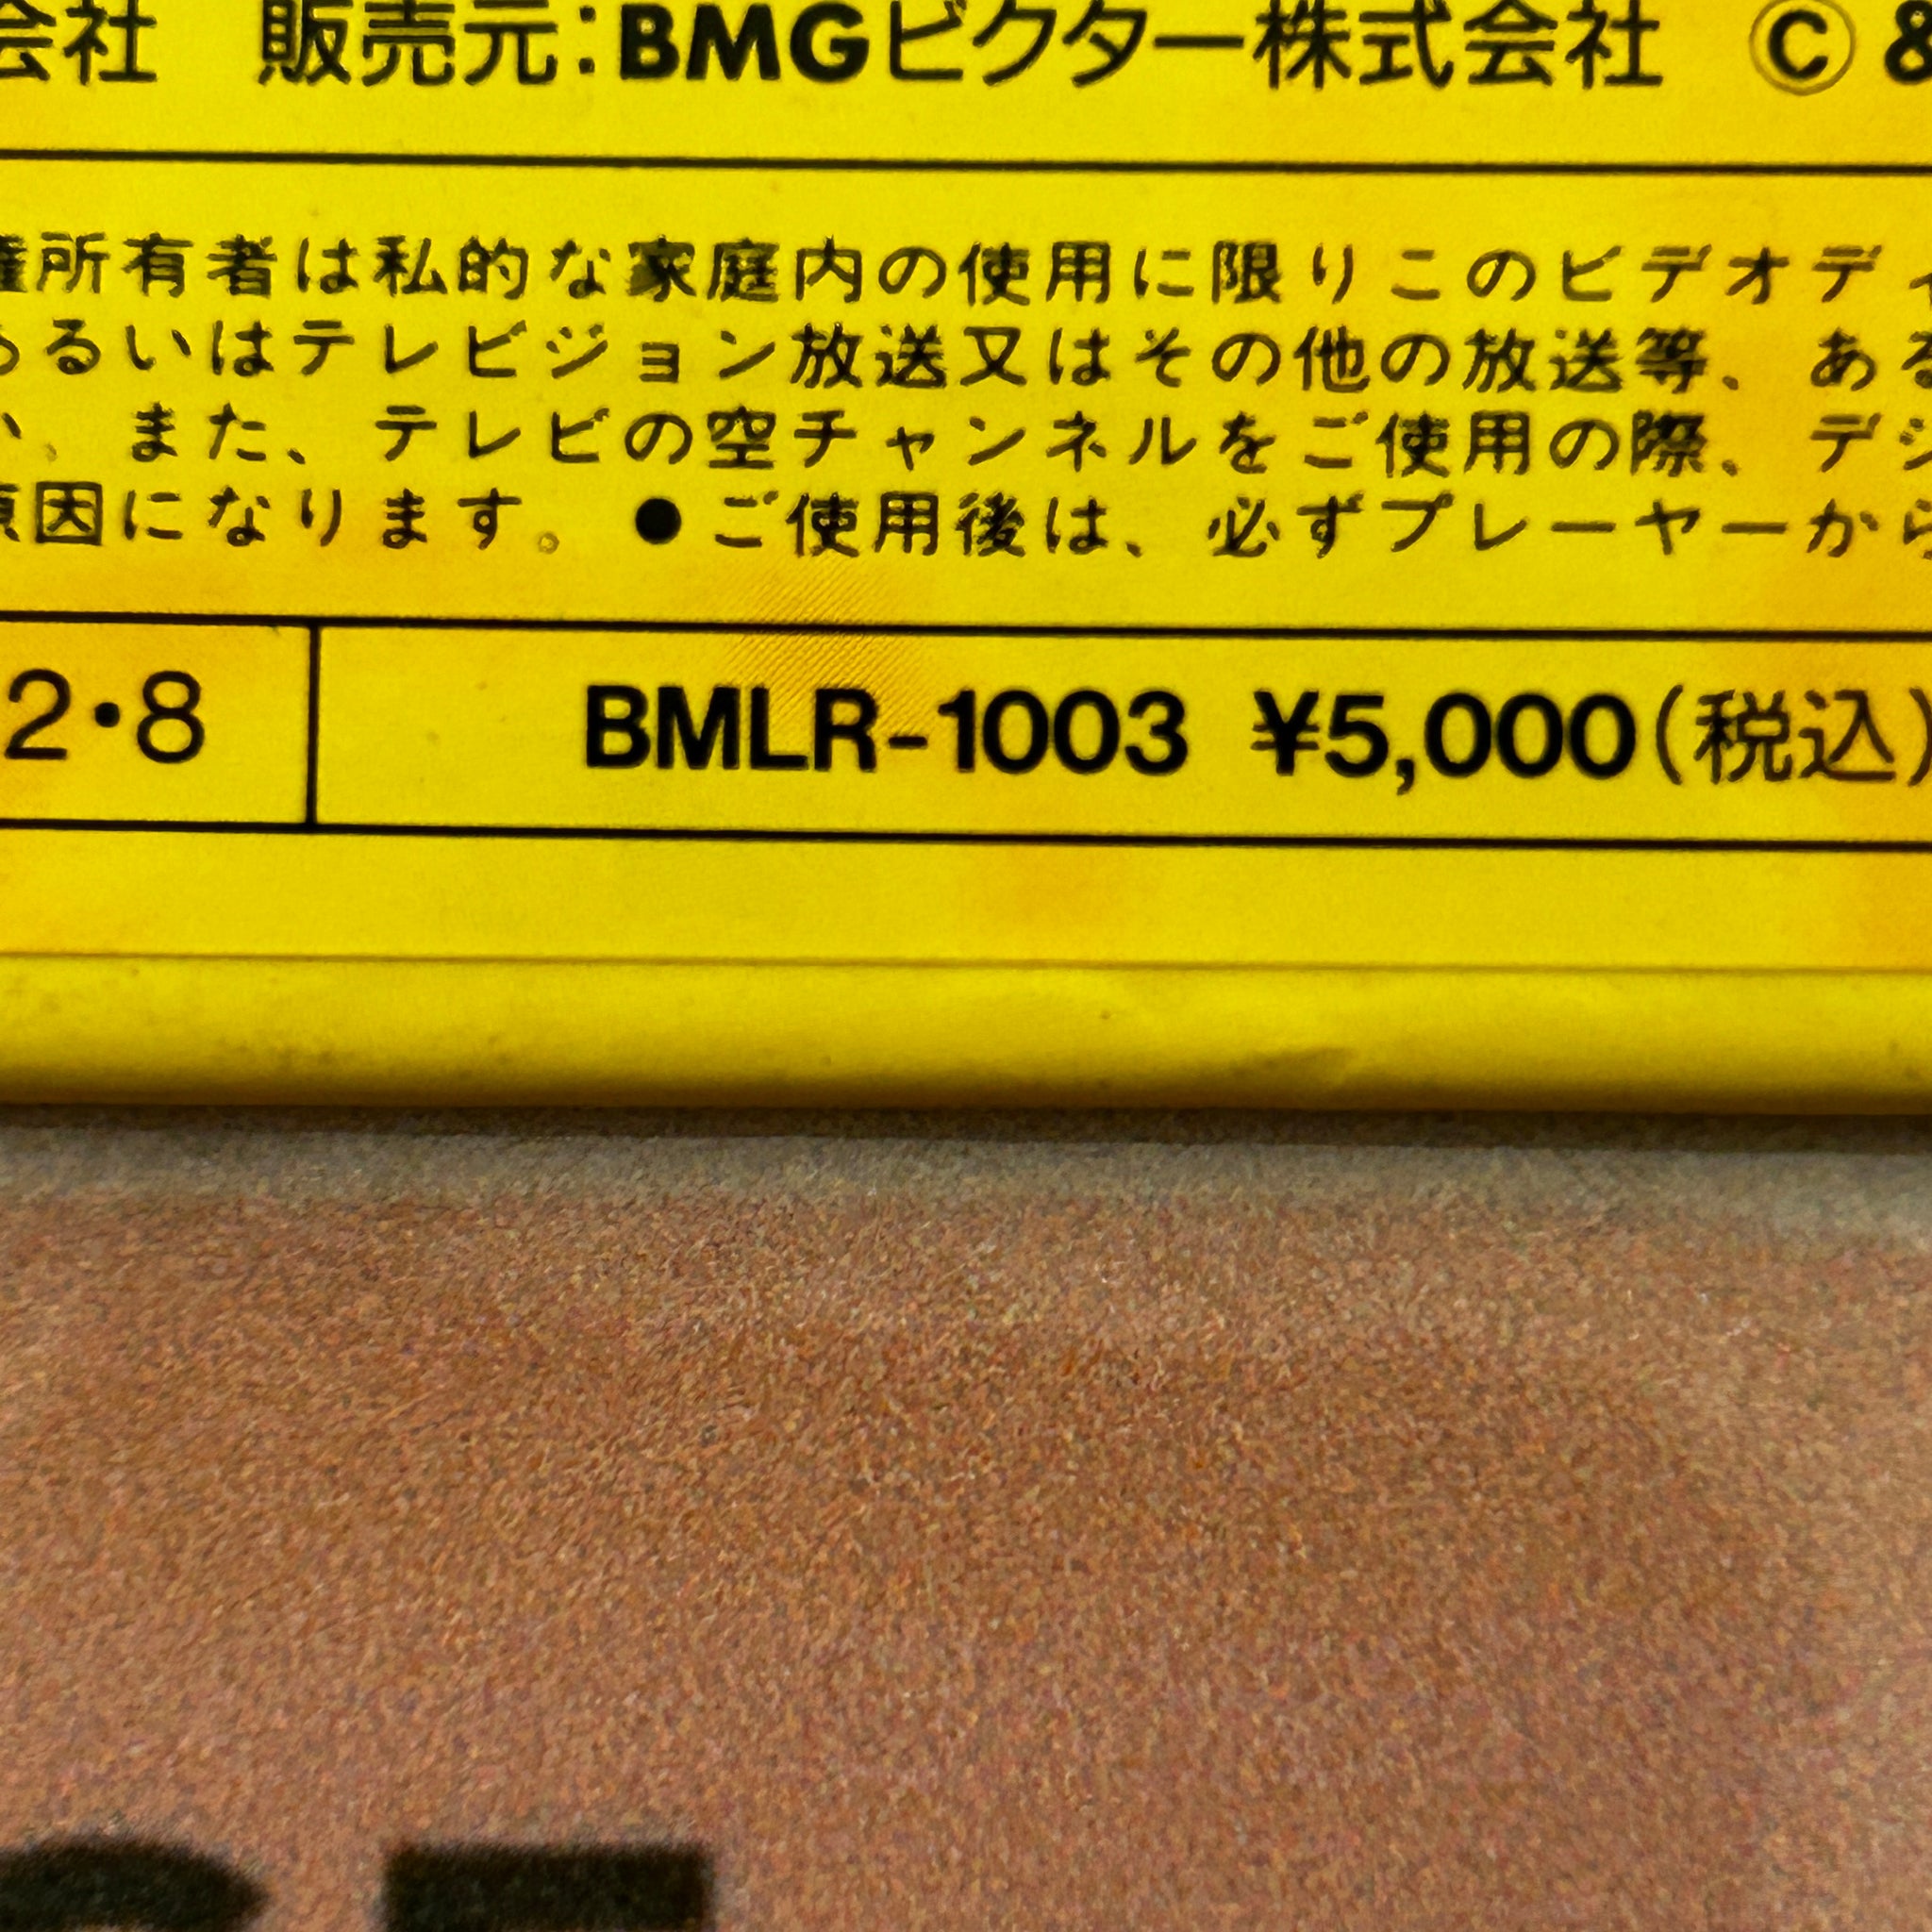 会社 販売元:BMGビクター株式会社 Ⓒ &
権所有者は私的な家庭内の使用に限りこのビデオディ
あるいはテレビジョン放送又はその他の放送等、ある
い、また、テレビの空チャンネルをご使用の際、デジ
原因になります。●ご使用後は、必ずプレーヤーから
2・8 BMLR-1003 ¥5,000(税込)